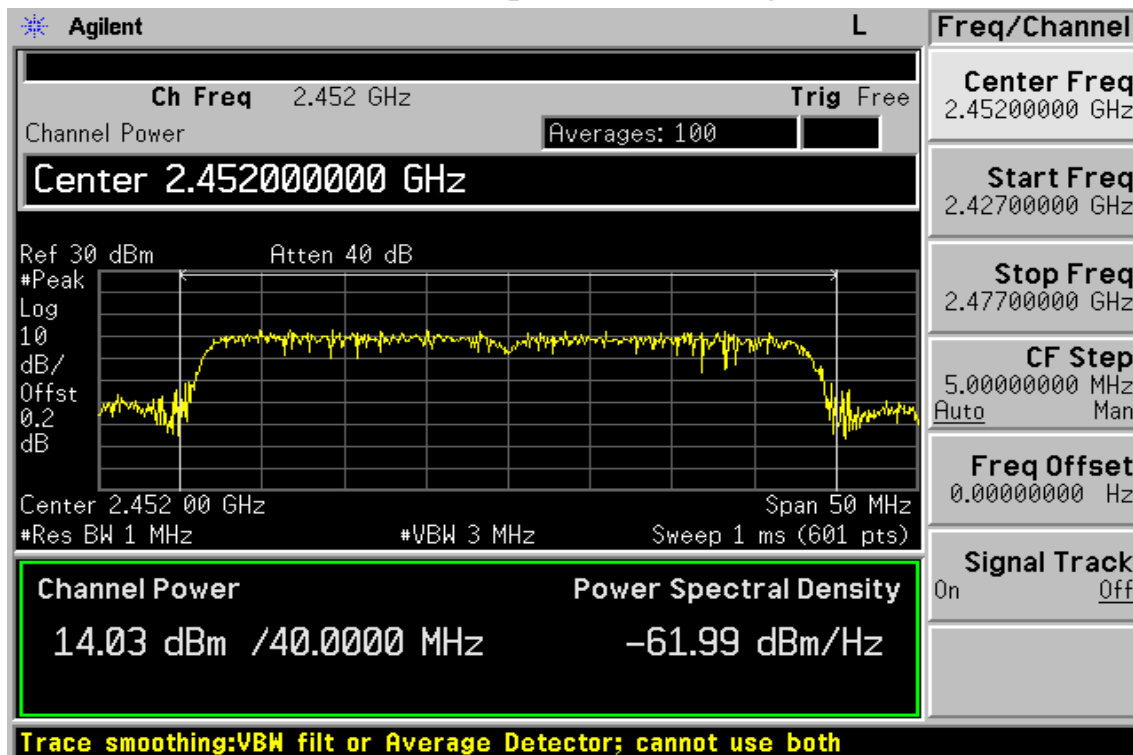 Agilent L
Ch Freq 2.452 GHz Trig Free
Channel Power Averages: 100
Center 2.452000000 GHz
Ref 30 dBm Atten 40 dB
#Peak
Log
10
dB/
Offst
0.2
dB
Center 2.452 00 GHz Span 50 MHz
#Res BW 1 MHz #VBW 3 MHz Sweep 1 ms (601 pts)
Channel Power Power Spectral Density
14.03 dBm /40.0000 MHz -61.99 dBm/Hz
Trace smoothing:VBW filt or Average Detector; cannot use both
Freq/Channel
Center Freq
2.45200000 GHz
Start Freq
2.42700000 GHz
Stop Freq
2.47700000 GHz
CF Step
5.00000000 MHz
Auto Man
Freq Offset
0.00000000 Hz
Signal Track
On Off